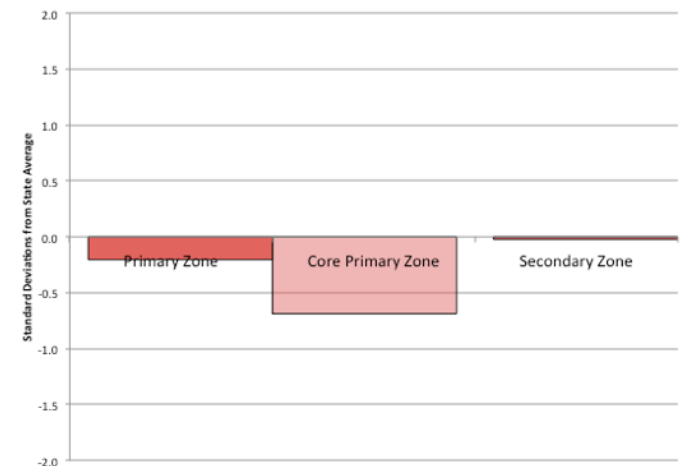 Standard Deviations from State Average
2.0
1.5
1.0
0.5
0.0
-0.5
-1.0
-1.5
-2.0
Primary Zone
Core Primary Zone
Secondary Zone